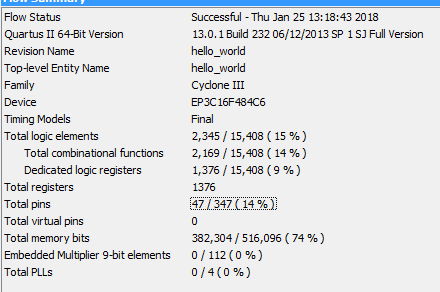 Flow Summary
Flow Status Successful - Thu Jan 25 13:18:43 2018
Quartus II 64-Bit Version 13.0.1 Build 232 06/12/2013 SP 1 SJ Full Version
Revision Name hello_world
Top-level Entity Name hello_world
Family Cyclone III
Device EP3C16F484C6
Timing Models Final
Total logic elements 2,345 / 15,408 ( 15 % )
Total combinational functions 2,169 / 15,408 ( 14 % )
Dedicated logic registers 1,376 / 15,408 ( 9 % )
Total registers 1376
Total pins 47 / 347 ( 14 % )
Total virtual pins 0
Total memory bits 382,304 / 516,096 ( 74 % )
Embedded Multiplier 9-bit elements 0 / 112 ( 0 % )
Total PLLs 0 / 4 ( 0 % )